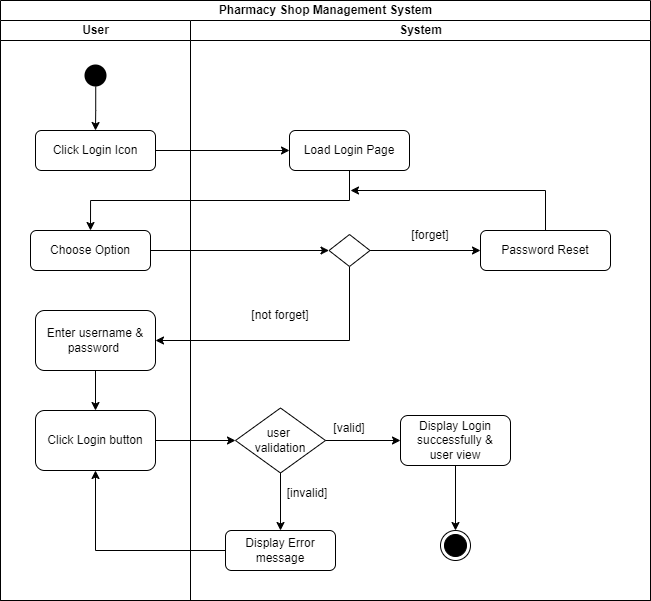 Pharmacy Shop Management System
User
System
Click Login Icon
Load Login Page
Choose Option
[forget]
Password Reset
[not forget]
Enter username &
password
Click Login button
user
validation
[valid]
Display Login
successfully &
user view
[invalid]
Display Error
message